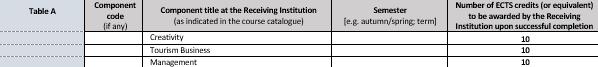 Table A
Component code (if any)
Component title at the Receiving Institution (as indicated in the course catalogue)
Semester [e.g. autumn/spring; term]
Number of ECTS credits (or equivalent) to be awarded by the Receiving Institution upon successful completion
Creativity 10
Tourism Business 10
Management 10